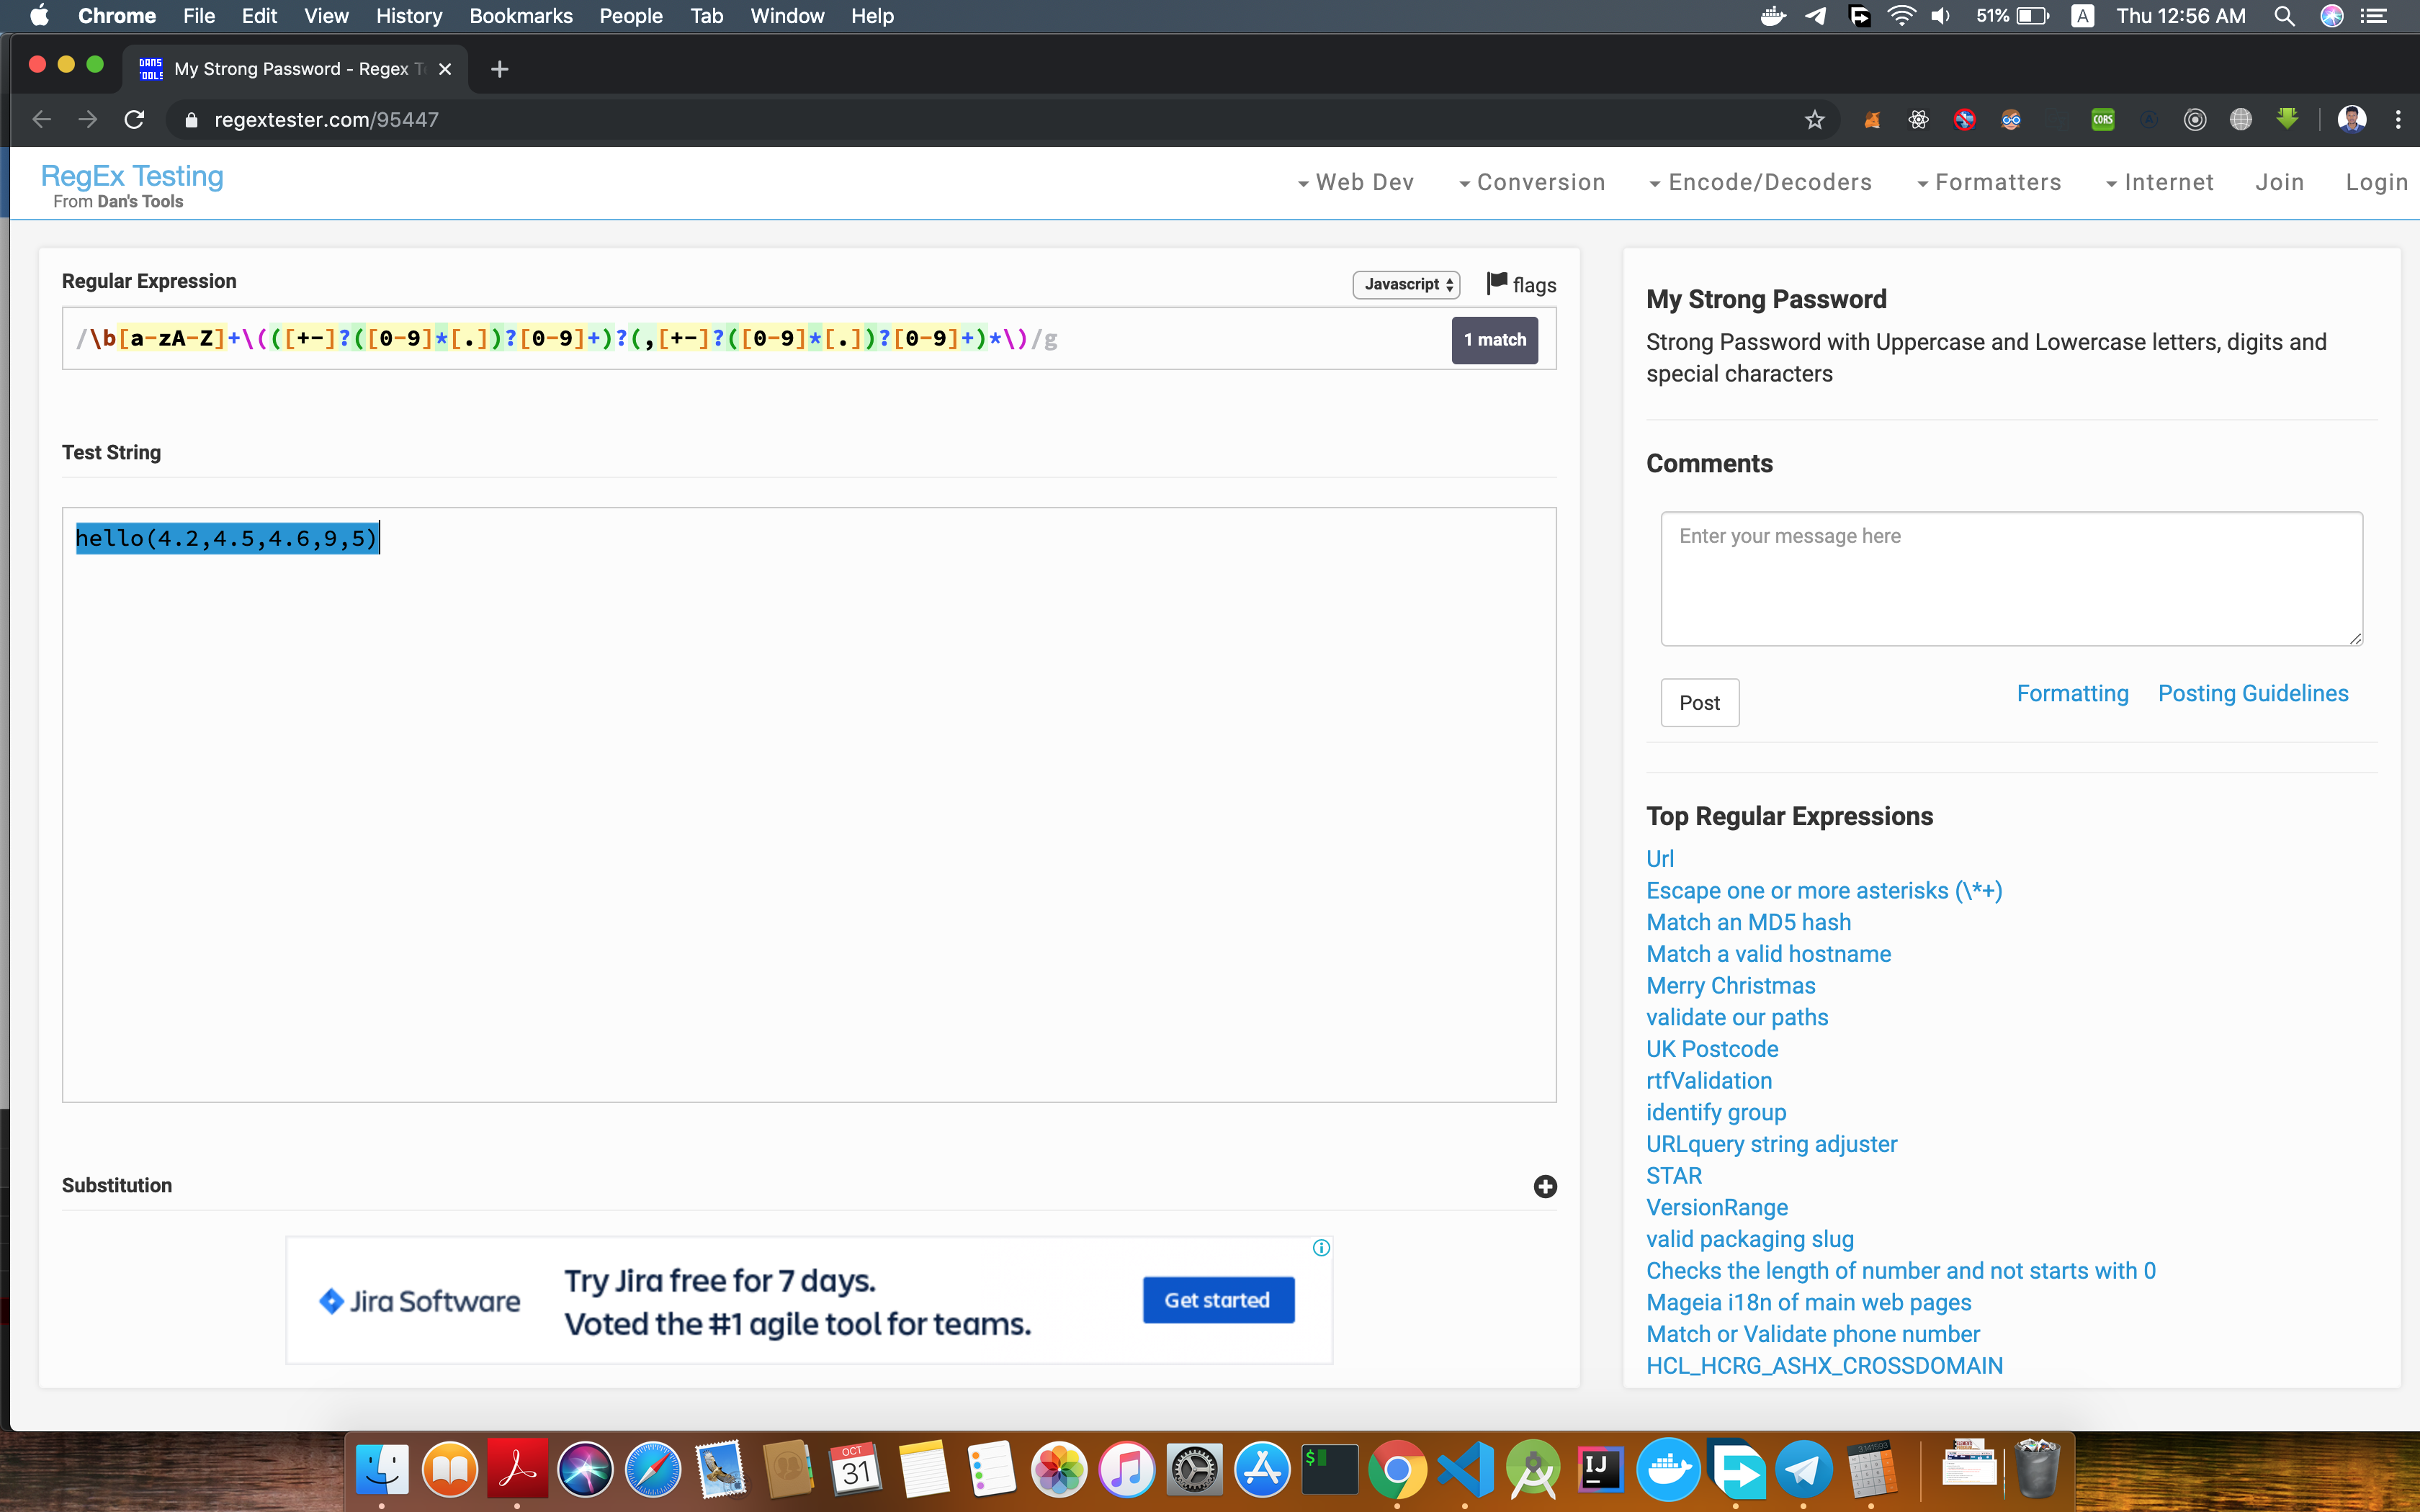 Chrome File Edit View History Bookmarks People Tab Window Help
51% A Thu 12:56 AM
DANS TOOLS My Strong Password - Regex T
regextester.com/95447
CORS
RegEx Testing
From Dan's Tools
Web Dev Conversion Encode/Decoders Formatters Internet Join Login
Regular Expression
Javascript flags
/\b[a-zA-Z]+\(([+-]?([0-9]*[.])?[0-9]+)?(,[+-]?([0-9]*[.])?[0-9]+)*\)/g
1 match
Test String
hello(4.2,4.5,4.6,9,5)
Substitution
Jira Software
Try Jira free for 7 days.
Voted the #1 agile tool for teams.
Get started
My Strong Password
Strong Password with Uppercase and Lowercase letters, digits and
special characters
Comments
Enter your message here
Post
Formatting Posting Guidelines
Top Regular Expressions
Url
Escape one or more asterisks (\*+)
Match an MD5 hash
Match a valid hostname
Merry Christmas
validate our paths
UK Postcode
rtfValidation
identify group
URLquery string adjuster
STAR
VersionRange
valid packaging slug
Checks the length of number and not starts with 0
Mageia i18n of main web pages
Match or Validate phone number
HCL_HCRG_ASHX_CROSSDOMAIN
OCT
31
$
IJ